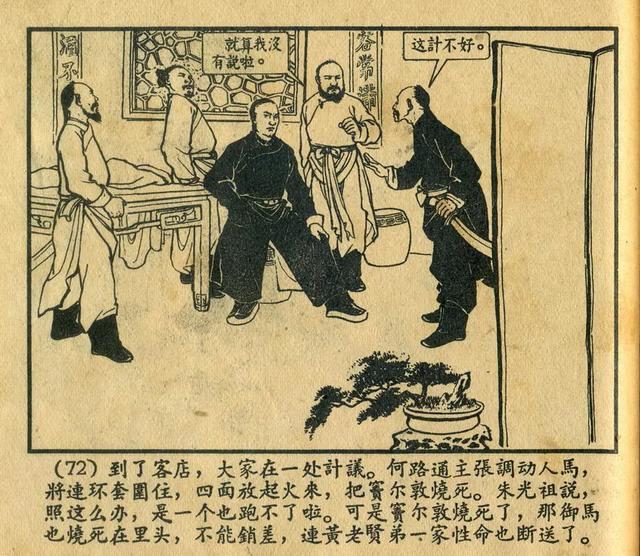 就算我沒
有說啦。
这計不好。
(72) 到了客店，大家在一处計議。何路通主張調动人馬，
將連环套圍住，四面放起火來，把竇尔敦燒死。朱光祖説，
照这么办，是一个也跑不了啦。可是竇尔敦燒死了，那御馬
也燒死在里头，不能銷差，連黃老賢弟一家性命也断送了。